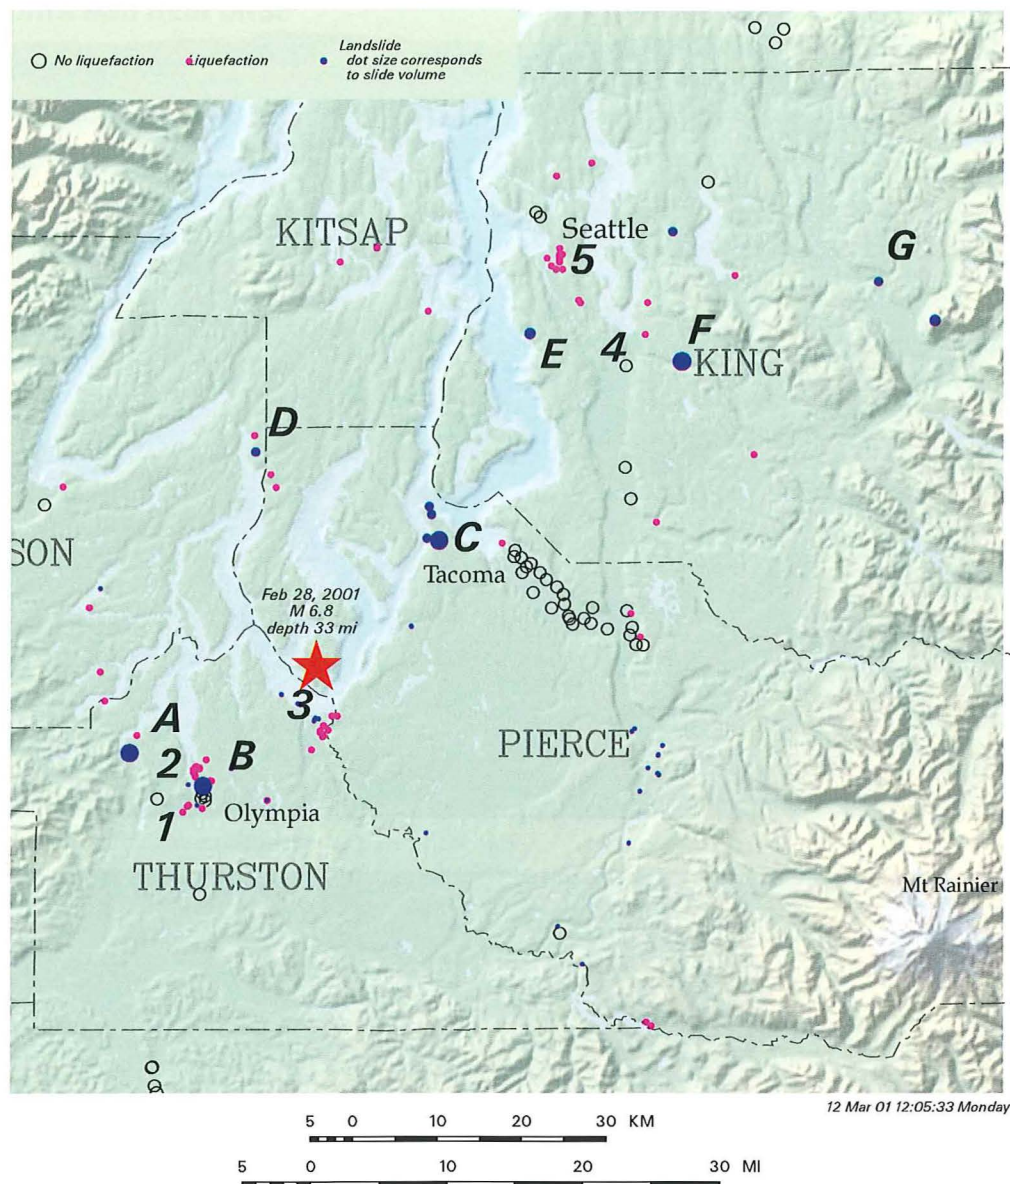 No liquefaction
Liquefaction
Landslide
dot size corresponds
to slide volume
KITSAP
Seattle
5
G
E
4
F
KING
D
SON
C
Tacoma
Feb 28, 2001
M 6.8
depth 33 mi
3
A
2
B
PIERCE
1
Olympia
THURSTON
Mt Rainier
12 Mar 01 12:05:33 Monday
5 0 10 20 30 KM
5 0 10 20 30 MI